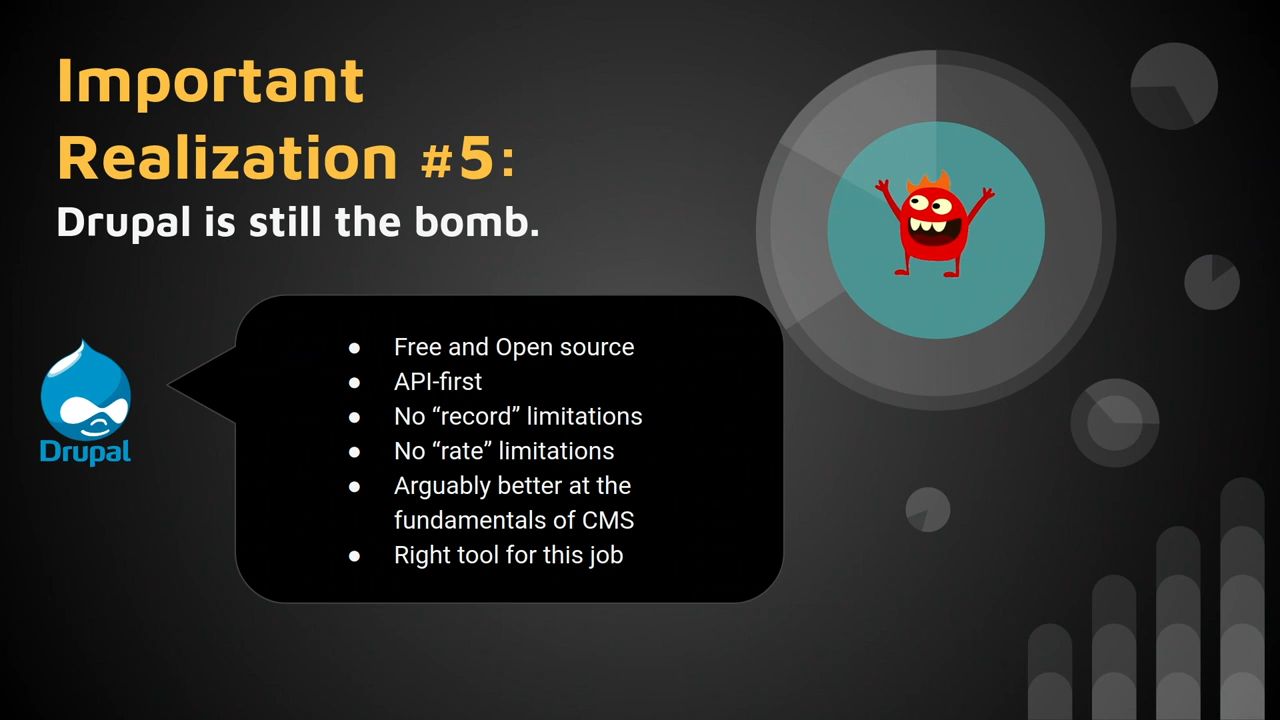 Important
Realization #5:
Drupal is still the bomb.
Drupal
● Free and Open source
● API-first
● No “record” limitations
● No “rate” limitations
● Arguably better at the
fundamentals of CMS
● Right tool for this job